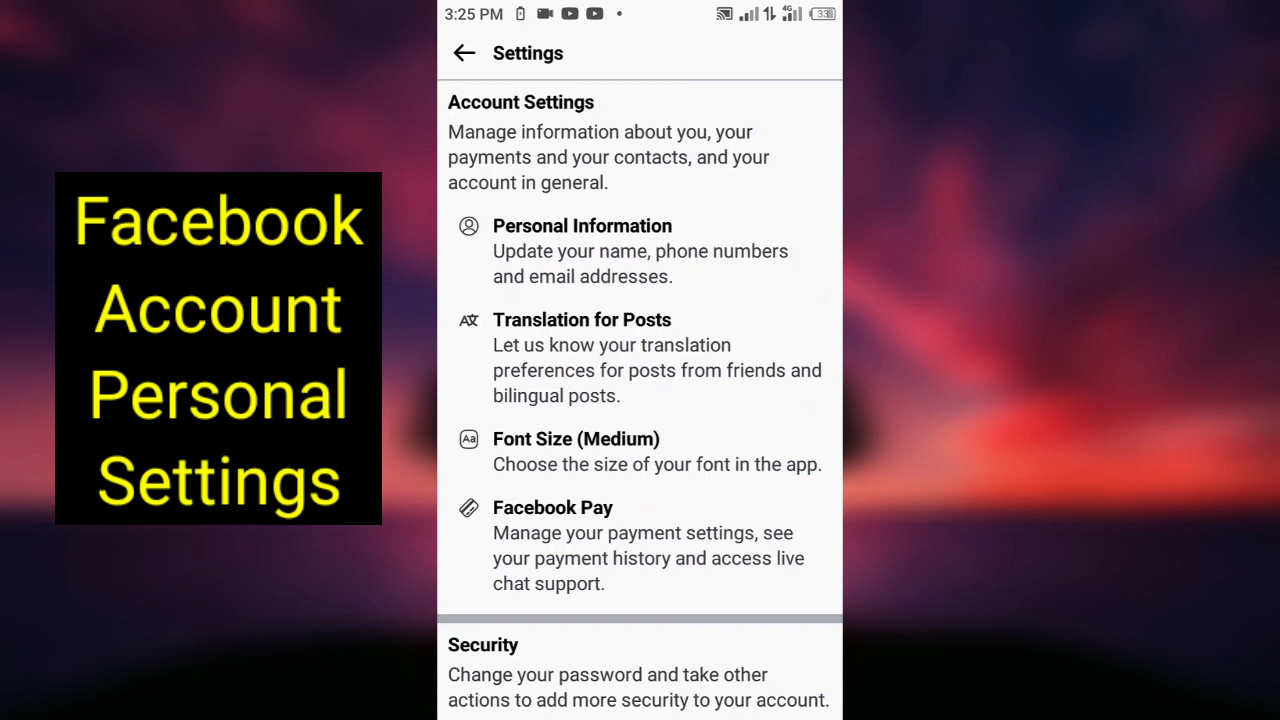 Facebook
Account
Personal
Settings
3:25 PM
4G
33
Settings
Account Settings
Manage information about you, your
payments and your contacts, and your
account in general.
Personal Information
Update your name, phone numbers
and email addresses.
Translation for Posts
Let us know your translation
preferences for posts from friends and
bilingual posts.
Aa
Font Size (Medium)
Choose the size of your font in the app.
Facebook Pay
Manage your payment settings, see
your payment history and access live
chat support.
Security
Change your password and take other
actions to add more security to your account.